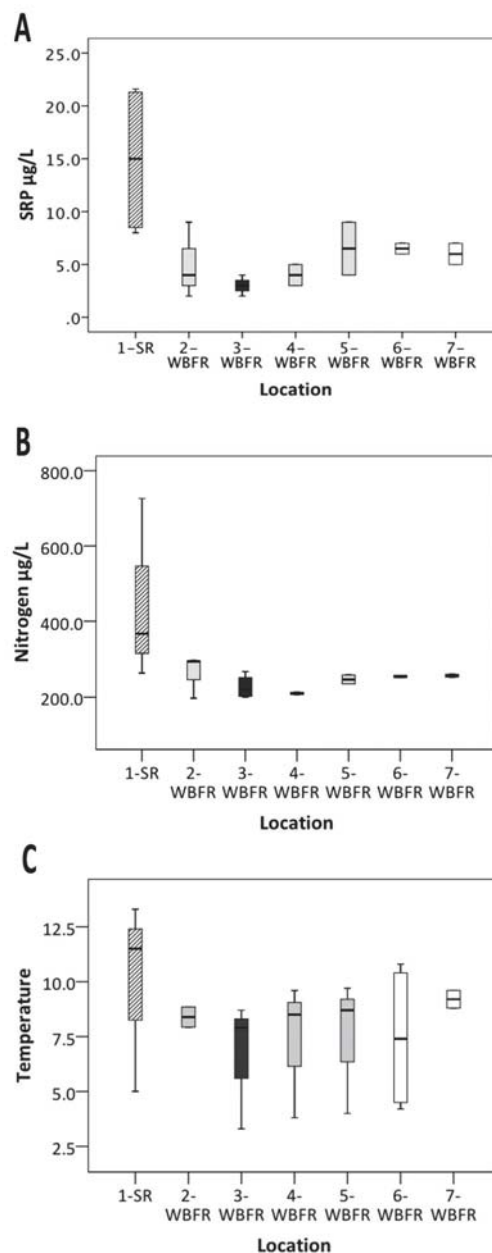 A
SRP µg/L
25.0
20.0
15.0
10.0
5.0
.0
1-SR 2- 3- 4- 5- 6- 7-
WBFR WBFR WBFR WBFR WBFR WBFR
Location
B
Nitrogen µg/L
800.0
600.0
400.0
200.0
1-SR 2- 3- 4- 5- 6- 7-
WBFR WBFR WBFR WBFR WBFR WBFR
Location
C
Temperature
12.5
10.0
7.5
5.0
2.5
1-SR 2- 3- 4- 5- 6- 7-
WBFR WBFR WBFR WBFR WBFR WBFR
Location